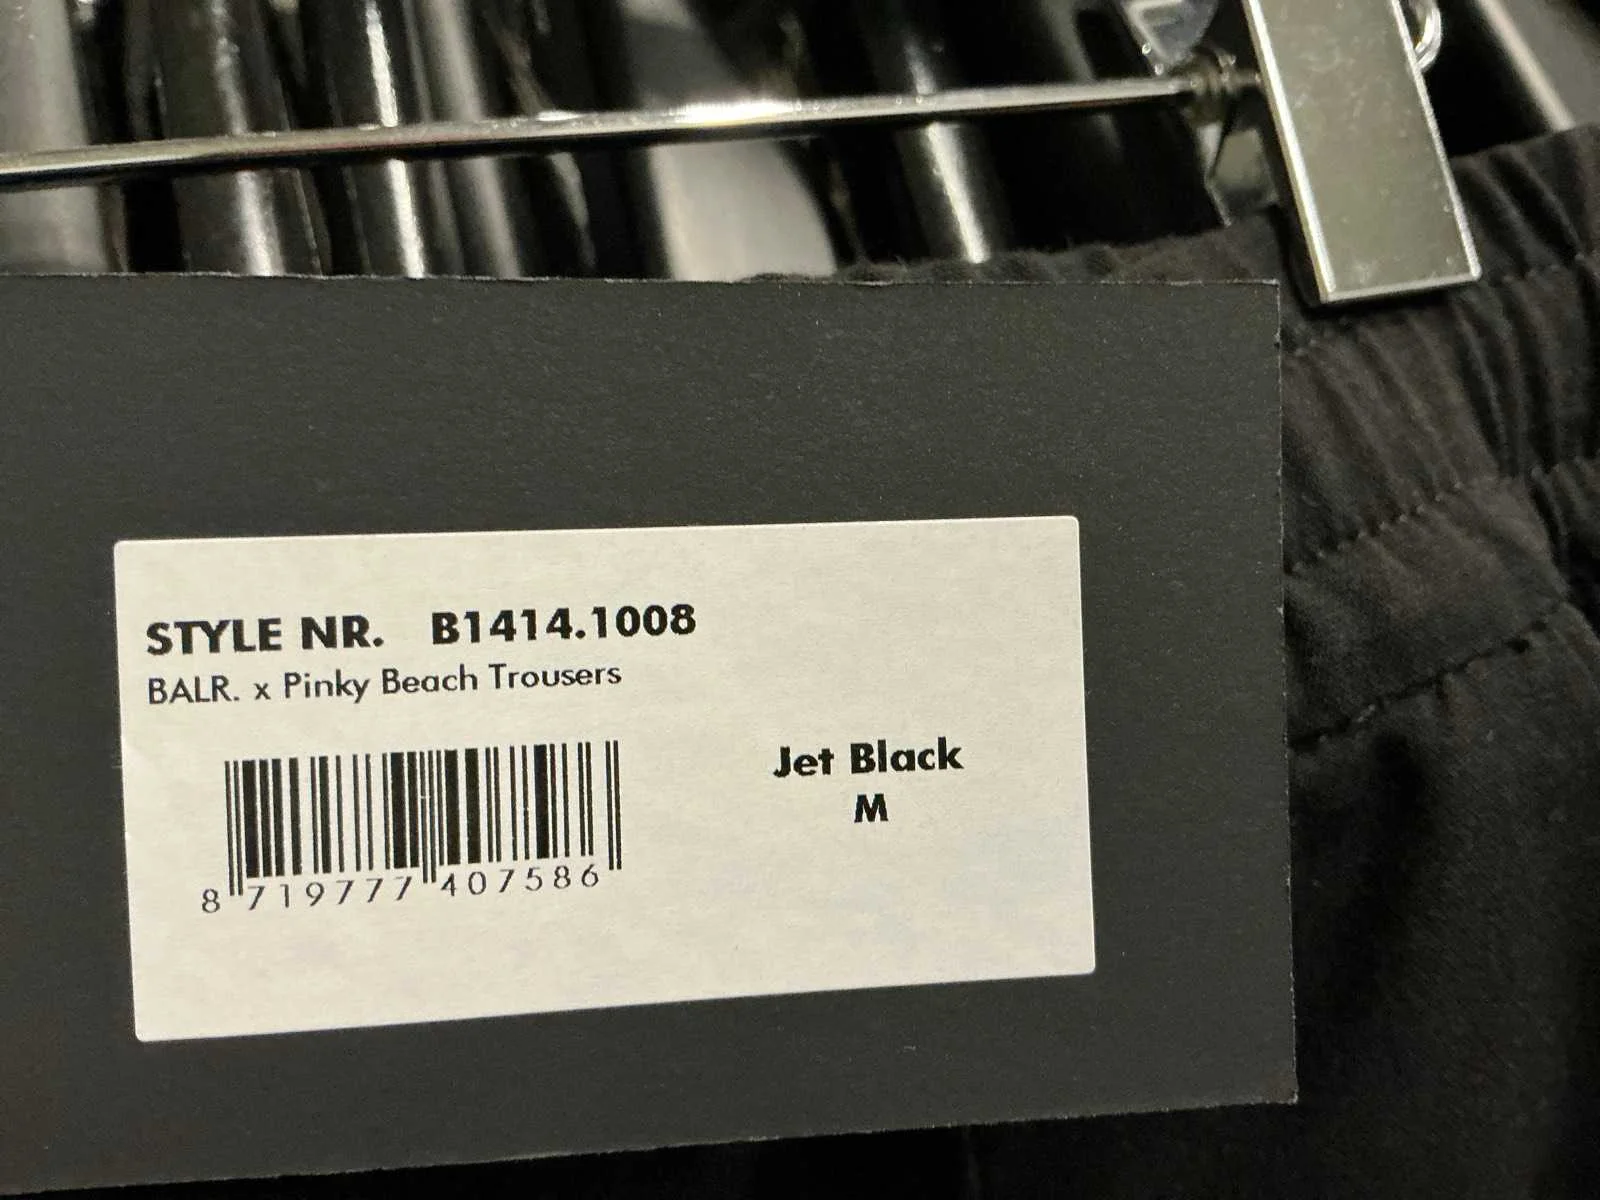 STYLE NR. B1414.1008
BALR. x Pinky Beach Trousers
Jet Black
M
8 719777 407586